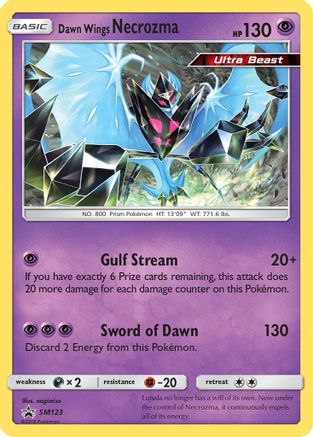 BASIC Dawn Wings Necrozma HP130
Ultra Beast
NO. 800 Prism Pokémon HT: 13'09" WT: 771.6 lbs.
Gulf Stream 20+
If you have exactly 6 Prize cards remaining, this attack does
20 more damage for each damage counter on this Pokémon.
Sword of Dawn 130
Discard 2 Energy from this Pokémon.
weakness ×2 resistance -20 retreat
Illus. nagimiso
SM123
©2018 Pokémon
Lunala no longer has a will of its own. Now under
the control of Necrozma, it continuously expels
all of its energy.